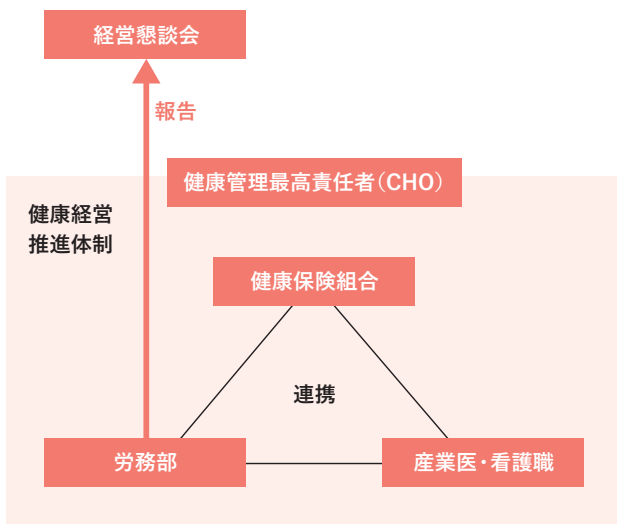 経営懇談会
報告
健康管理最高責任者（CHO）
健康経営
推進体制
健康保険組合
連携
労務部
産業医・看護職